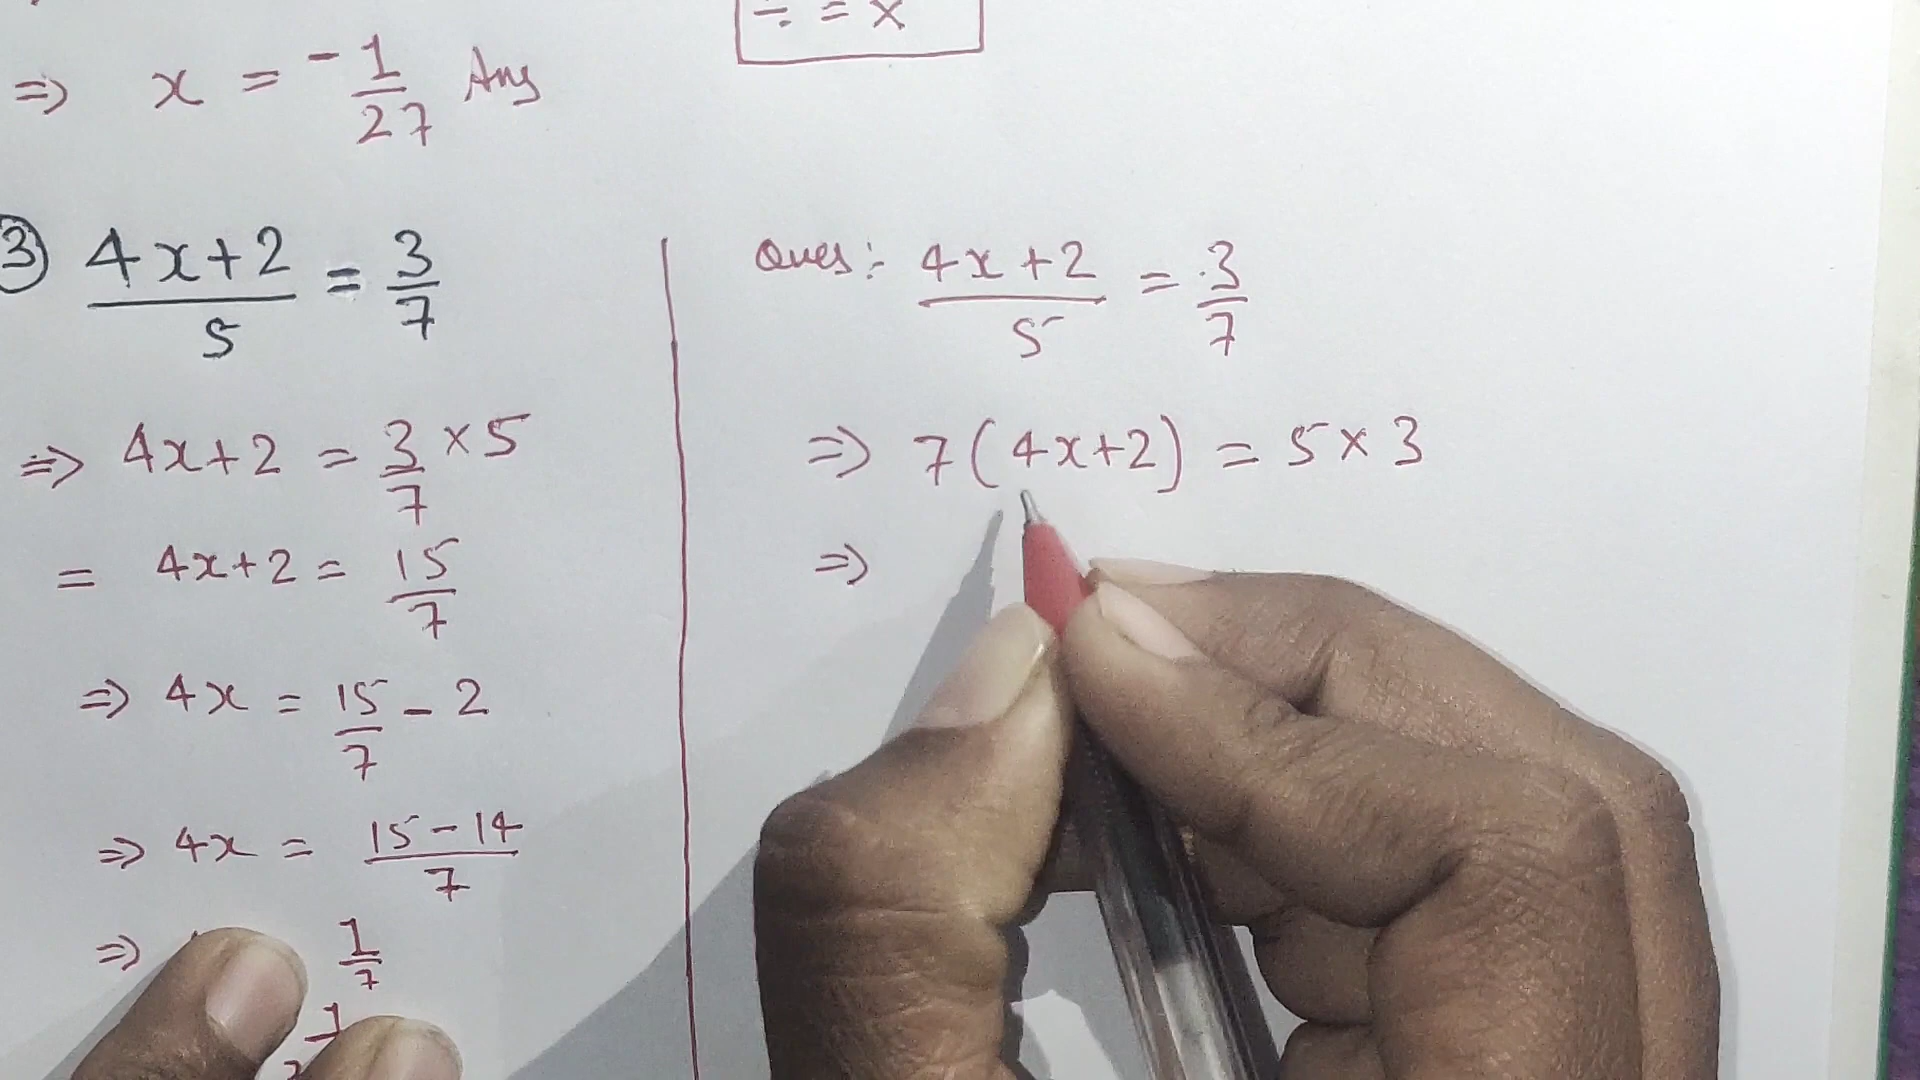 ÷ = x
⇒ x = -1/27 Ans
③ (4x+2)/5 = 3/7
⇒ 4x+2 = 3/7 × 5
= 4x+2 = 15/7
⇒ 4x = 15/7 - 2
⇒ 4x = (15-14)/7
⇒ 1/7
1
Ques:- (4x+2)/5 = 3/7
⇒ 7(4x+2) = 5×3
⇒